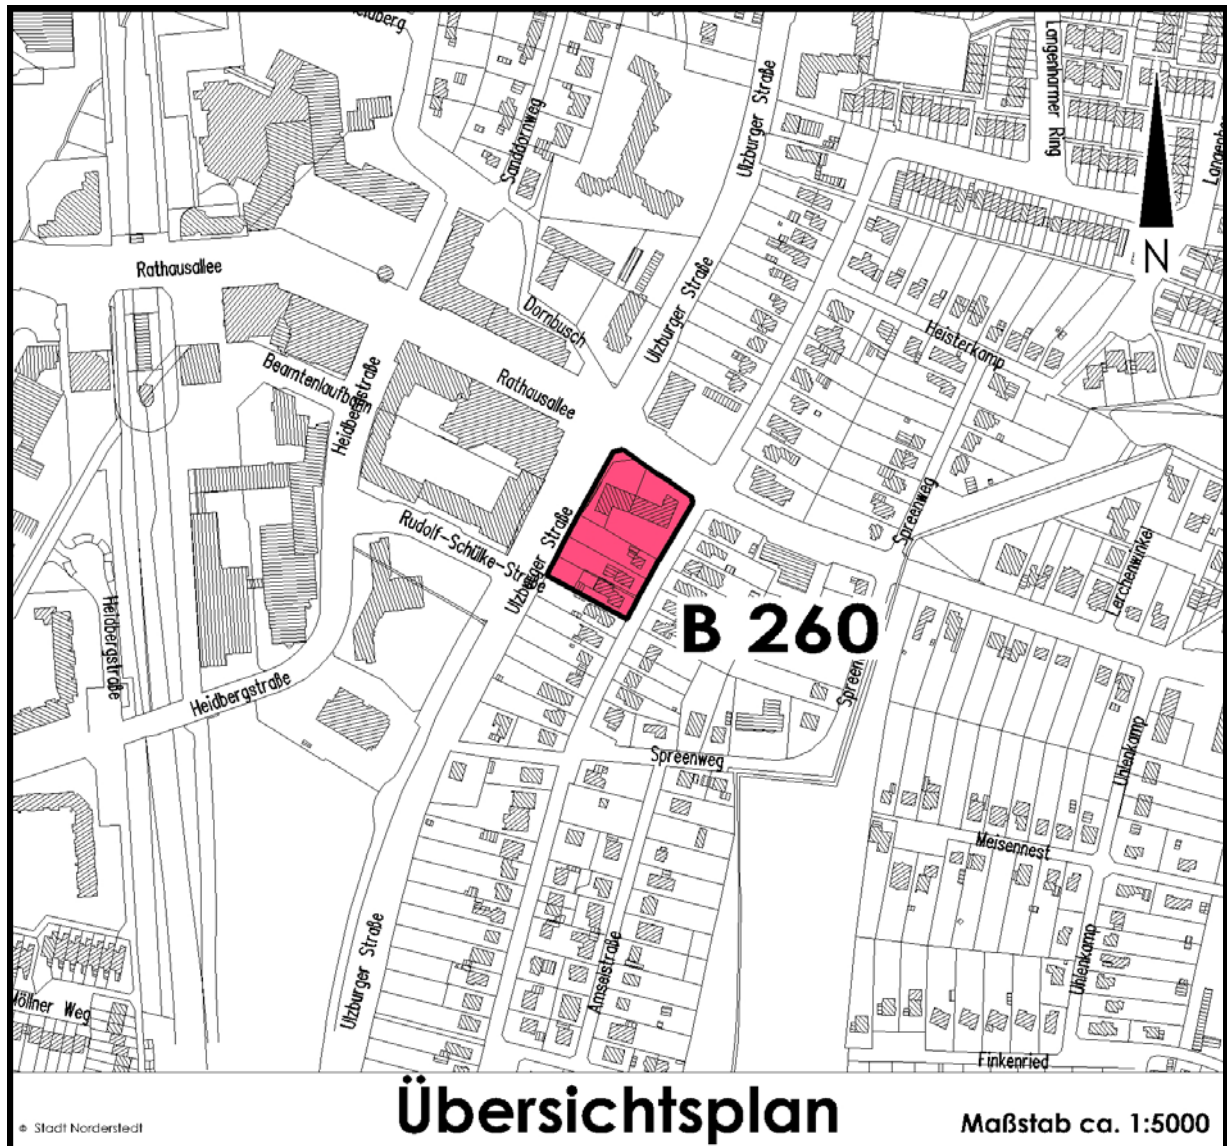 Heidberg
Sanddornweg
Ulzburger Straße
Langenharmer Ring
Rathausallee
N
Ulzburger Straße
Dornbusch
Heisterkamp
Beamtenlaufbahn
Heidbergstraße
Rathausallee
Spreenweg
Ulzburger Straße
Rudolf-Schülke-Straße
Lerchenwinkel
Heidbergstraße
B 260
Heidbergstraße
Spreenweg
Uhlenkamp
Meisennest
Ulzburger Straße
Amselstraße
Uhlenkamp
Möllner Weg
Finkenried
Übersichtsplan
© Stadt Norderstedt
Maßstab ca. 1:5000